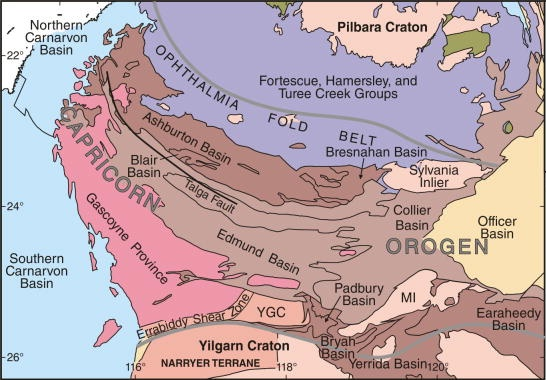 Northern
Carnarvon
Basin
Pilbara Craton
22°
OPHTHALMIA
FOLD
BELT
Fortescue, Hamersley, and
Turee Creek Groups
CAPRICORN
Ashburton Basin
Bresnahan Basin
Blair
Basin
Sylvania
Inlier
Talga Fault
24°
Gascoyne Province
Collier
Basin
Officer
Basin
OROGEN
Edmund Basin
Southern
Carnarvon
Basin
Padbury
Basin
MI
Errabiddy Shear Zone
YGC
Earaheedy
Basin
Yilgarn Craton
Bryah
Basin
26°
NARRYER TERRANE
Yerrida Basin
116°
118°
120°